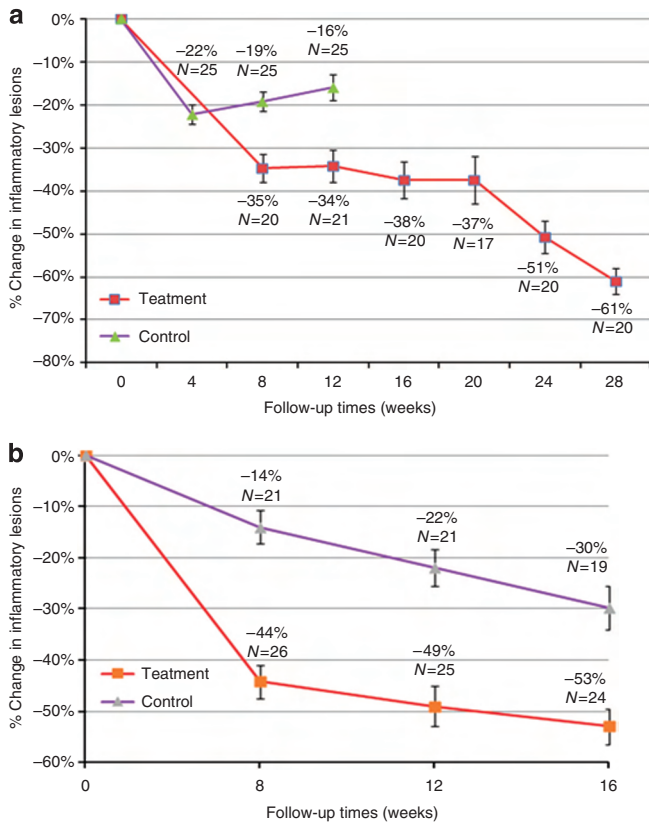 a
% Change in inflammatory lesions
0%
–10%
–20%
–30%
–40%
–50%
–60%
–70%
–80%
–22%
N=25
–19%
N=25
–16%
N=25
–35%
N=20
–34%
N=21
–38%
N=20
–37%
N=17
–51%
N=20
–61%
N=20
Teatment
Control
0 4 8 12 16 20 24 28
Follow-up times (weeks)
b
% Change in inflammatory lesions
0%
–10%
–20%
–30%
–40%
–50%
–60%
–14%
N=21
–22%
N=21
–30%
N=19
–44%
N=26
–49%
N=25
–53%
N=24
Teatment
Control
0 8 12 16
Follow-up times (weeks)